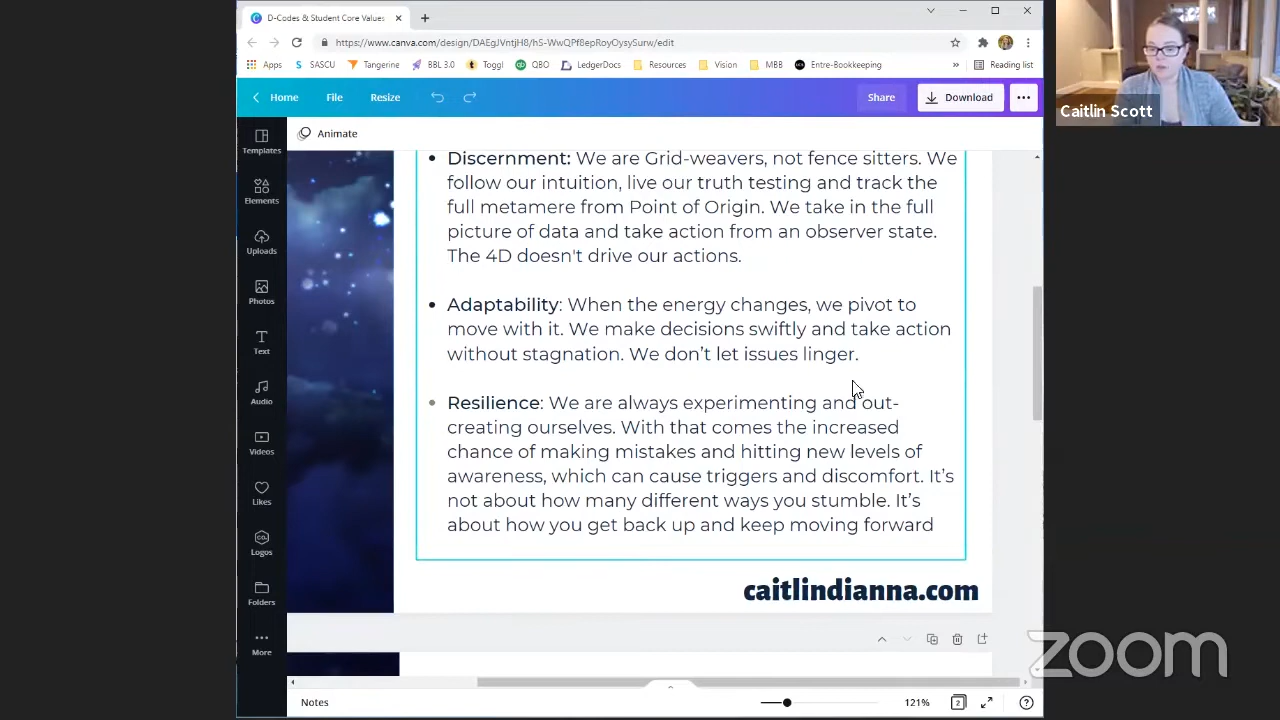 D-Codes & Student Core Values
https://www.canva.com/design/DAEgJVntjH8/hS-WwQPf8epRoyOysySurw/edit
Apps SASCU Tangerine BBL 3.0 Toggl QBO LedgerDocs Resources Vision MBB Entre-Bookkeeping » Reading list
Home File Resize Share Download
Animate
Templates
Elements
Uploads
Photos
Text
Audio
Videos
Likes
Logos
Folders
More
• Discernment: We are Grid-weavers, not fence sitters. We
follow our intuition, live our truth testing and track the
full metamere from Point of Origin. We take in the full
picture of data and take action from an observer state.
The 4D doesn't drive our actions.
• Adaptability: When the energy changes, we pivot to
move with it. We make decisions swiftly and take action
without stagnation. We don't let issues linger.
• Resilience: We are always experimenting and out-
creating ourselves. With that comes the increased
chance of making mistakes and hitting new levels of
awareness, which can cause triggers and discomfort. It's
not about how many different ways you stumble. It's
about how you get back up and keep moving forward
caitlindianna.com
Notes 121% 2
Caitlin Scott
zoom